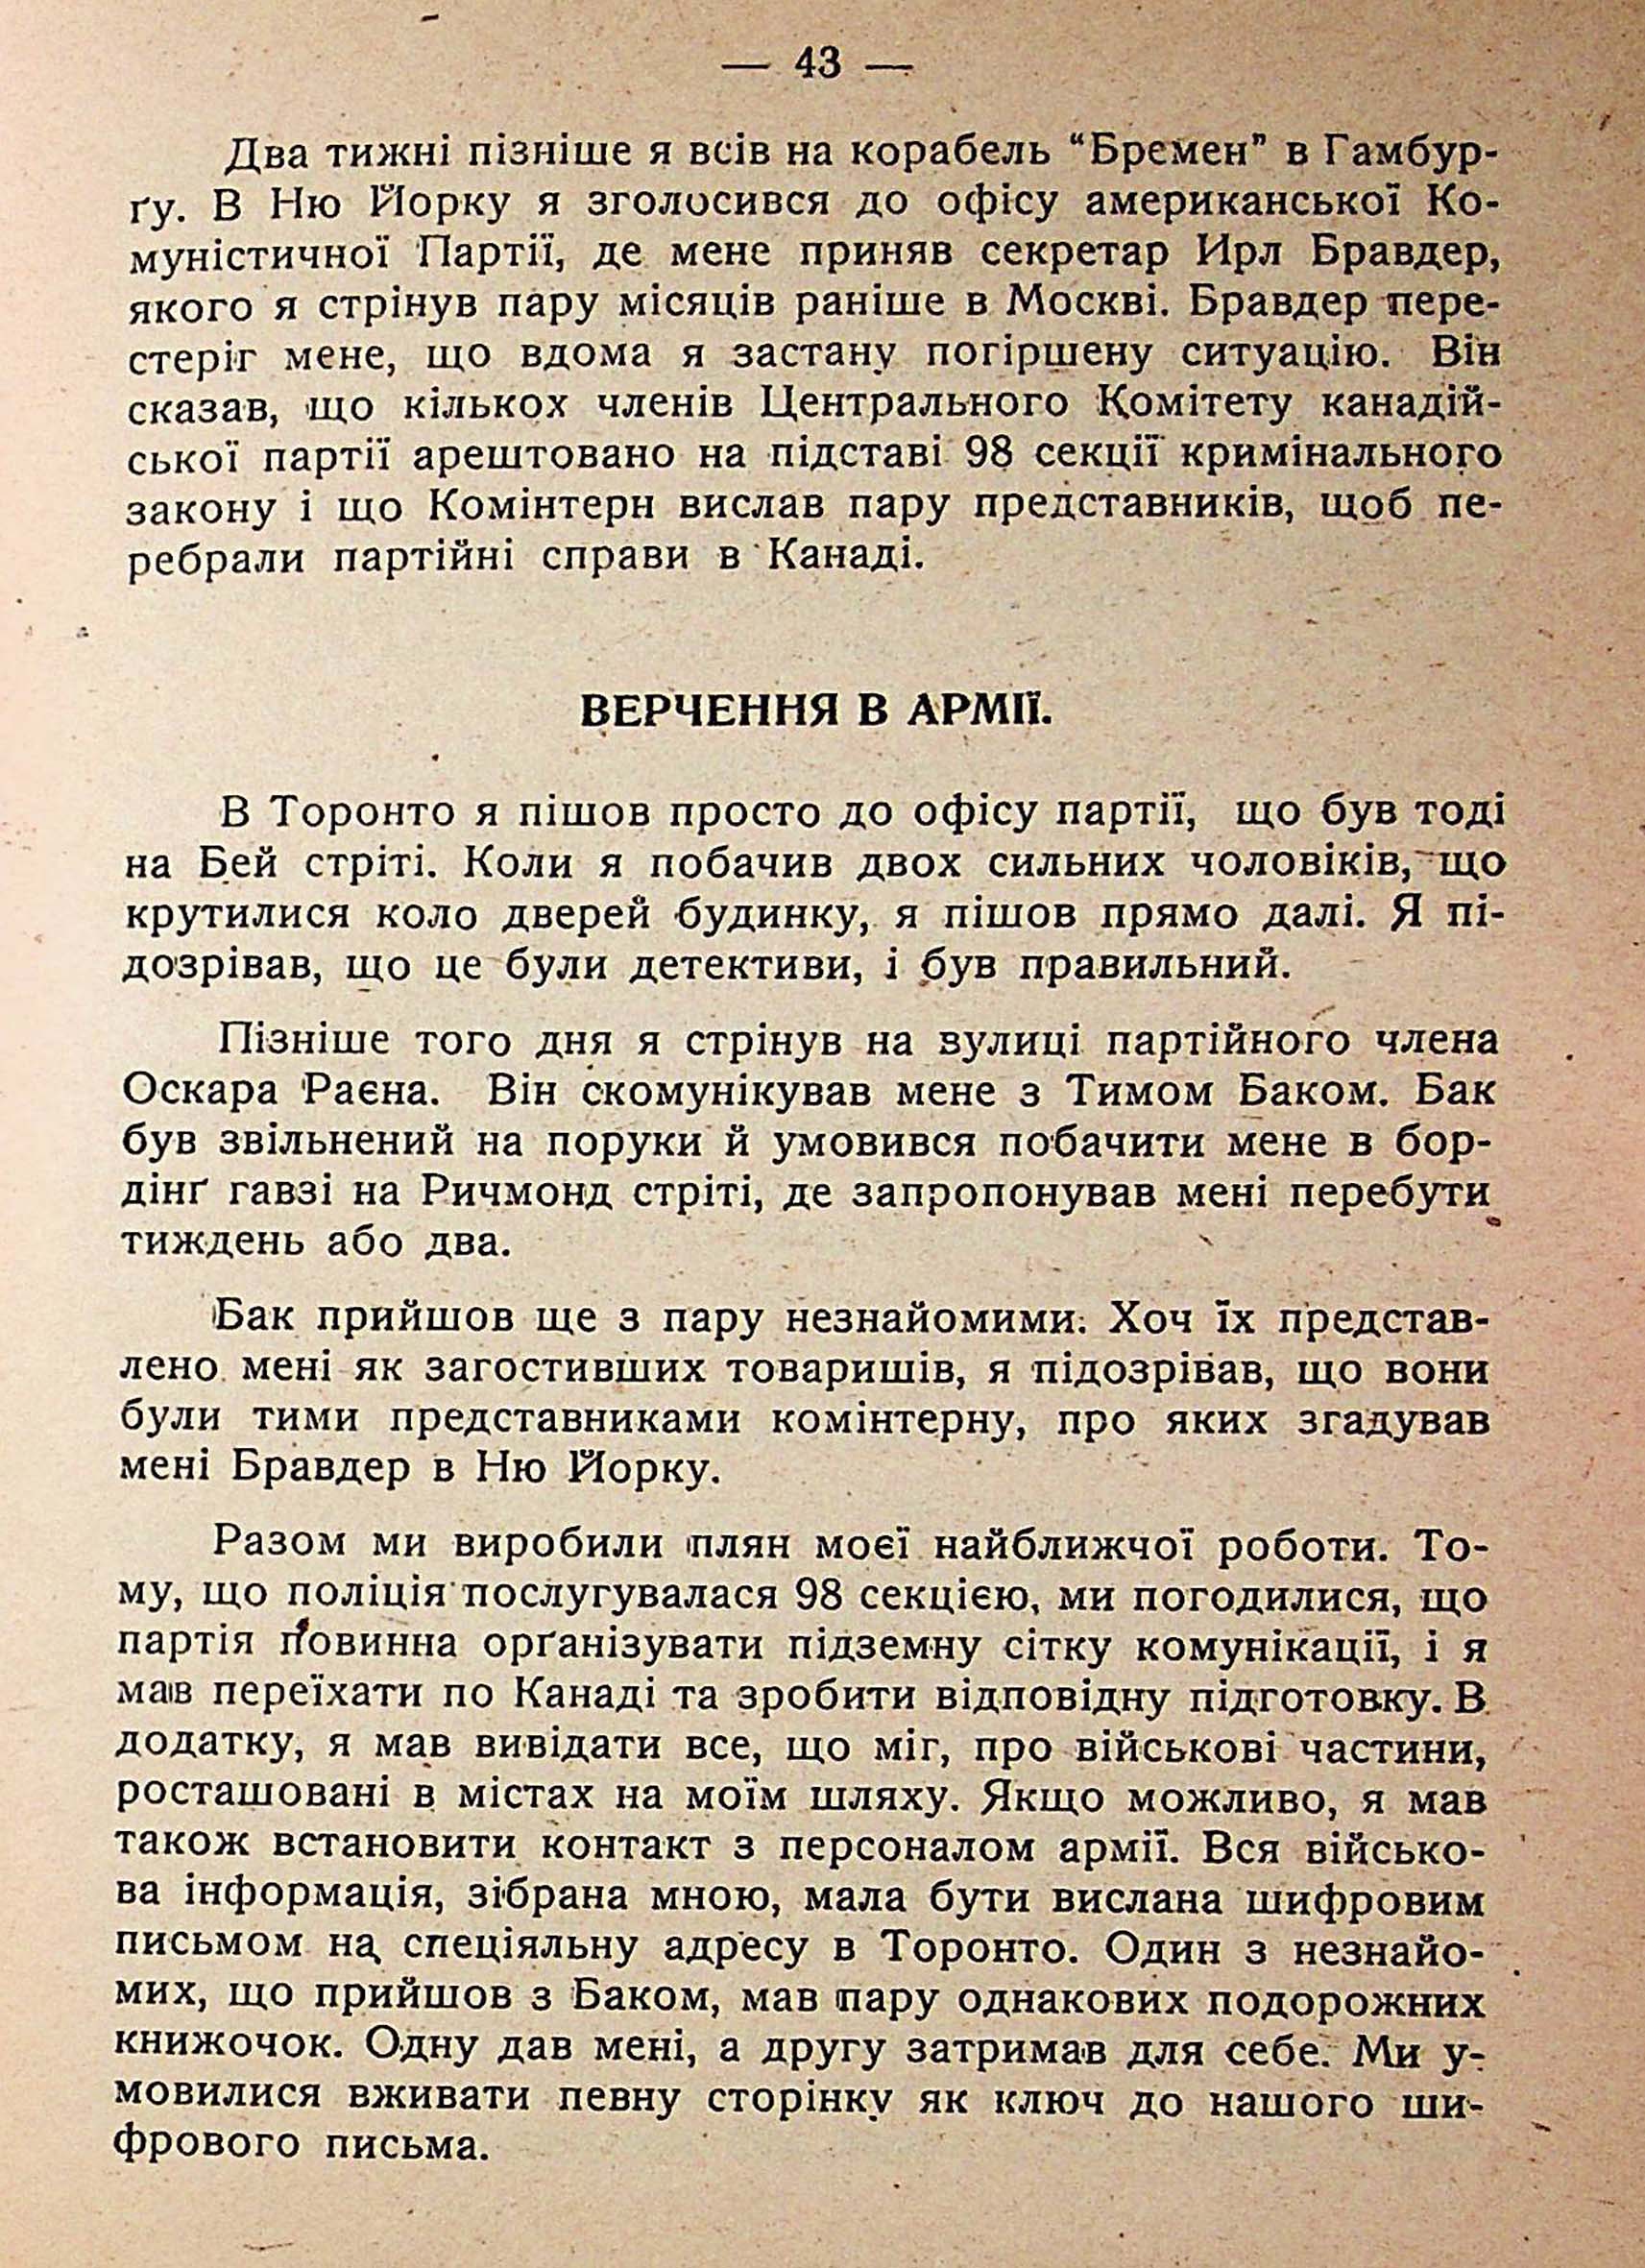 — 43 —
Два тижні пізніше я всів на корабель “Бремен” в Гамбур-
ґу. В Ню Йорку я зголосився до офісу американської Ко-
муністичної Партії, де мене приняв секретар Ирл Бравдер,
якого я стрінув пару місяців раніше в Москві. Бравдер пере-
стеріг мене, що вдома я застану погіршену ситуацію. Він
сказав, що кількох членів Центрального Комітету канадій-
ської партії арештовано на підставі 98 секції кримінального
закону і що Комінтерн вислав пару представників, щоб пе-
ребрали партійні справи в Канаді.
ВЕРЧЕННЯ В АРМІЇ.
В Торонто я пішов просто до офісу партії, що був тоді
на Бей стріті. Коли я побачив двох сильних чоловіків, що
крутилися коло дверей будинку, я пішов прямо далі. Я пі-
дозрівав, що це були детективи, і був правильний.
Пізніше того дня я стрінув на вулиці партійного члена
Оскара Раєна. Він скомунікував мене з Тимом Баком. Бак
був звільнений на поруки й умовився побачити мене в бор-
дінґ гавзі на Ричмонд стріті, де запропонував мені перебути
тиждень або два.
Бак прийшов ще з пару незнайомими. Хоч їх представ-
лено мені як загостивших товаришів, я підозрівав, що вони
були тими представниками комінтерну, про яких згадував
мені Бравдер в Ню Йорку.
Разом ми виробили плян моєї найближчої роботи. То-
му, що поліція послугувалася 98 секцією, ми погодилися, що
партія повинна орґанізувати підземну сітку комунікації, і я
мав переїхати по Канаді та зробити відповідну підготовку. В
додатку, я мав вивідати все, що міг, про військові частини,
росташовані в містах на моїм шляху. Якщо можливо, я мав
також встановити контакт з персоналом армії. Вся військо-
ва інформація, зібрана мною, мала бути вислана шифровим
письмом на спеціяльну адресу в Торонто. Один з незнайо-
мих, що прийшов з Баком, мав пару однакових подорожних
книжочок. Одну дав мені, а другу затримав для себе. Ми у-
мовилися вживати певну сторінку як ключ до нашого ши-
фрового письма.